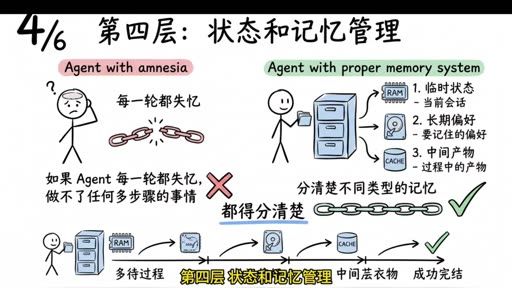 4/6 第四层：状态和记忆管理
Agent with amnesia
?
每一轮都失忆
如果 Agent 每一轮都失忆，
做不了任何多步骤的事情
Agent with proper memory system
RAM
1. 临时状态
- 当前会话
2. 长期偏好
- 要记住的偏好
CACHE
3. 中间产物
- 过程中的产物
分清楚不同类型的记忆
都得分清楚
RAM
CACHE
多待过程
中间茎衣物
成功完结
第四层 状态和记忆管理